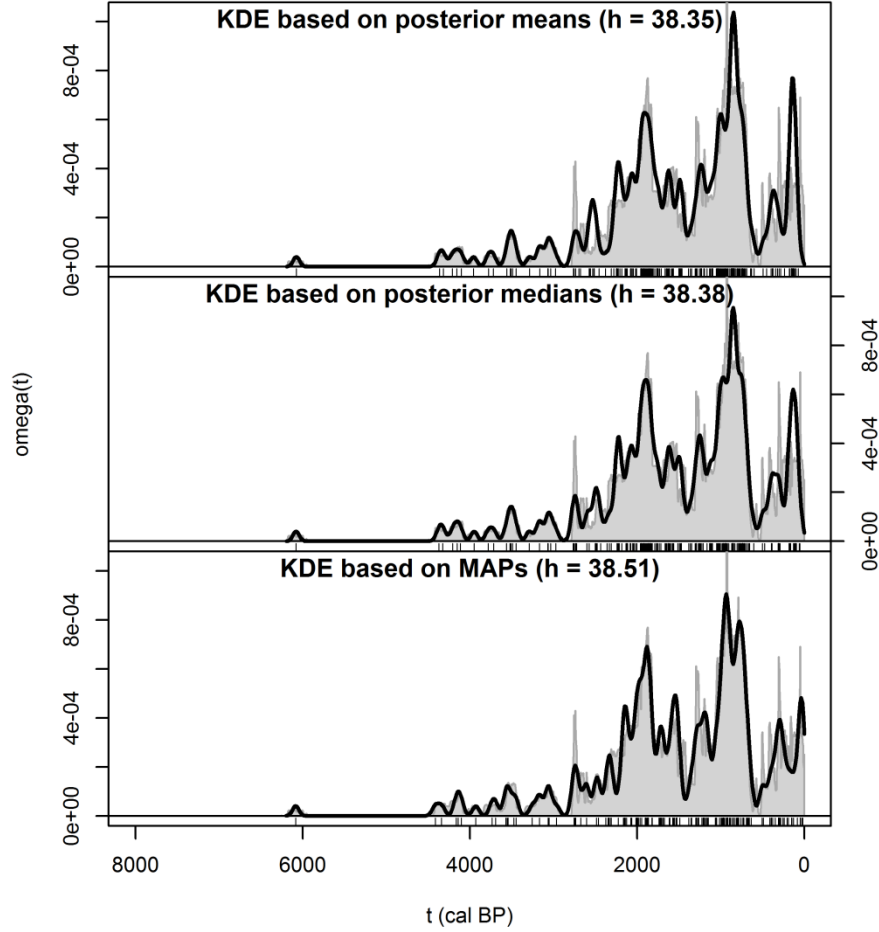 KDE based on posterior means (h = 38.35)
8e-04
4e-04
0e+00
KDE based on posterior medians (h = 38.38)
8e-04
4e-04
0e+00
omega(t)
KDE based on MAPs (h = 38.51)
8e-04
4e-04
0e+00
8000 6000 4000 2000 0
t (cal BP)